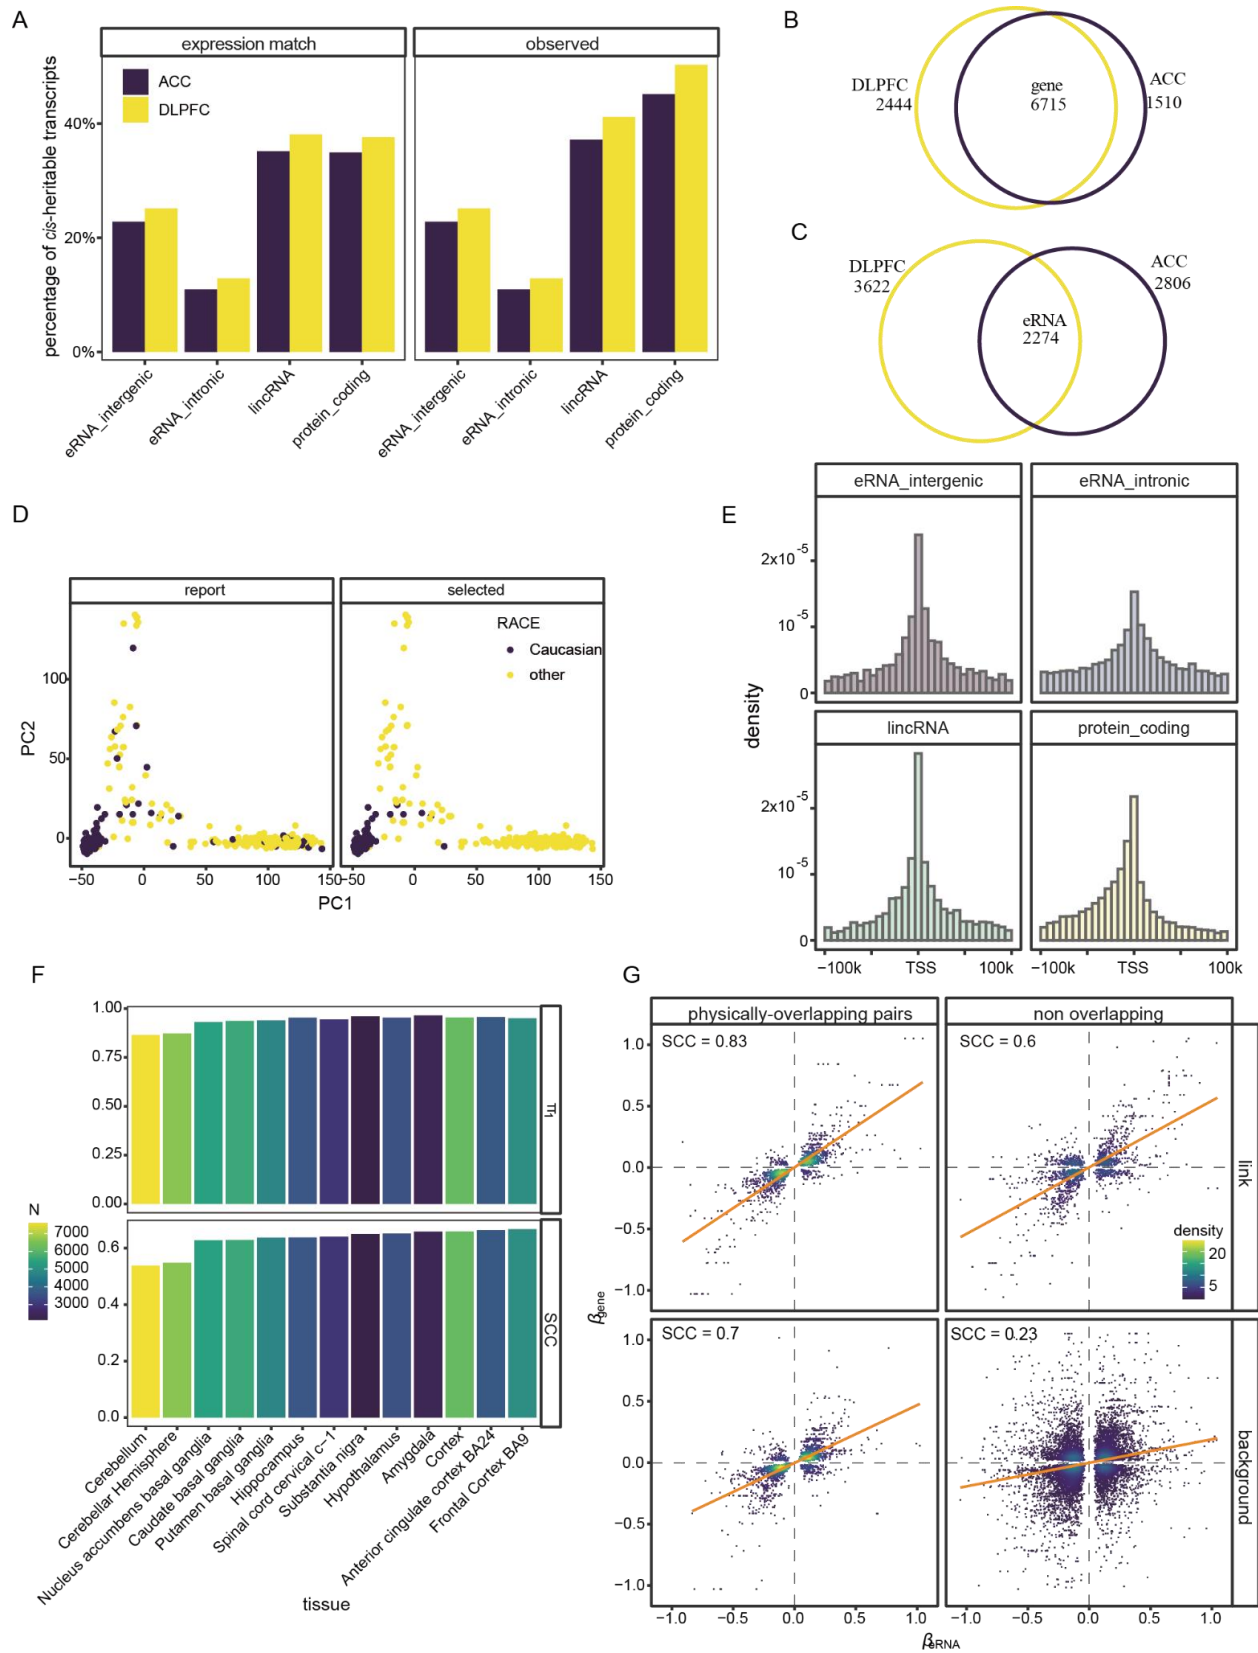 A
expression match
observed
percentage of cis-heritable transcripts
ACC
DLPFC
40%
20%
0%
eRNA_intergenic
eRNA_intronic
lincRNA
protein_coding
eRNA_intergenic
eRNA_intronic
lincRNA
protein_coding
B
DLPFC
2444
gene
6715
ACC
1510
C
DLPFC
3622
eRNA
2274
ACC
2806
D
report
selected
RACE
Caucasian
other
PC2
100
50
0
−50
0
50
100
150
−50
0
50
100
150
PC1
E
eRNA_intergenic
eRNA_intronic
lincRNA
protein_coding
density
2x10⁻⁵
10⁻⁵
0
2x10⁻⁵
10⁻⁵
0
−100k
TSS
100k
−100k
TSS
100k
F
1.00
0.75
0.50
0.25
0.00
π₁
N
7000
6000
5000
4000
3000
0.6
0.4
0.2
0.0
SCC
Cerebellum
Cerebellar Hemisphere
Nucleus accumbens basal ganglia
Caudate basal ganglia
Putamen basal ganglia
Hippocampus
Spinal cord cervical c−1
Substantia nigra
Hypothalamus
Amygdala
Cortex
Anterior cingulate cortex BA24
Frontal Cortex BA9
tissue
G
physically-overlapping pairs
non overlapping
SCC = 0.83
SCC = 0.6
link
1.0
0.5
0.0
−0.5
−1.0
density
20
5
βgene
SCC = 0.7
SCC = 0.23
background
1.0
0.5
0.0
−0.5
−1.0
−1.0
−0.5
0.0
0.5
1.0
−1.0
−0.5
0.0
0.5
1.0
βeRNA